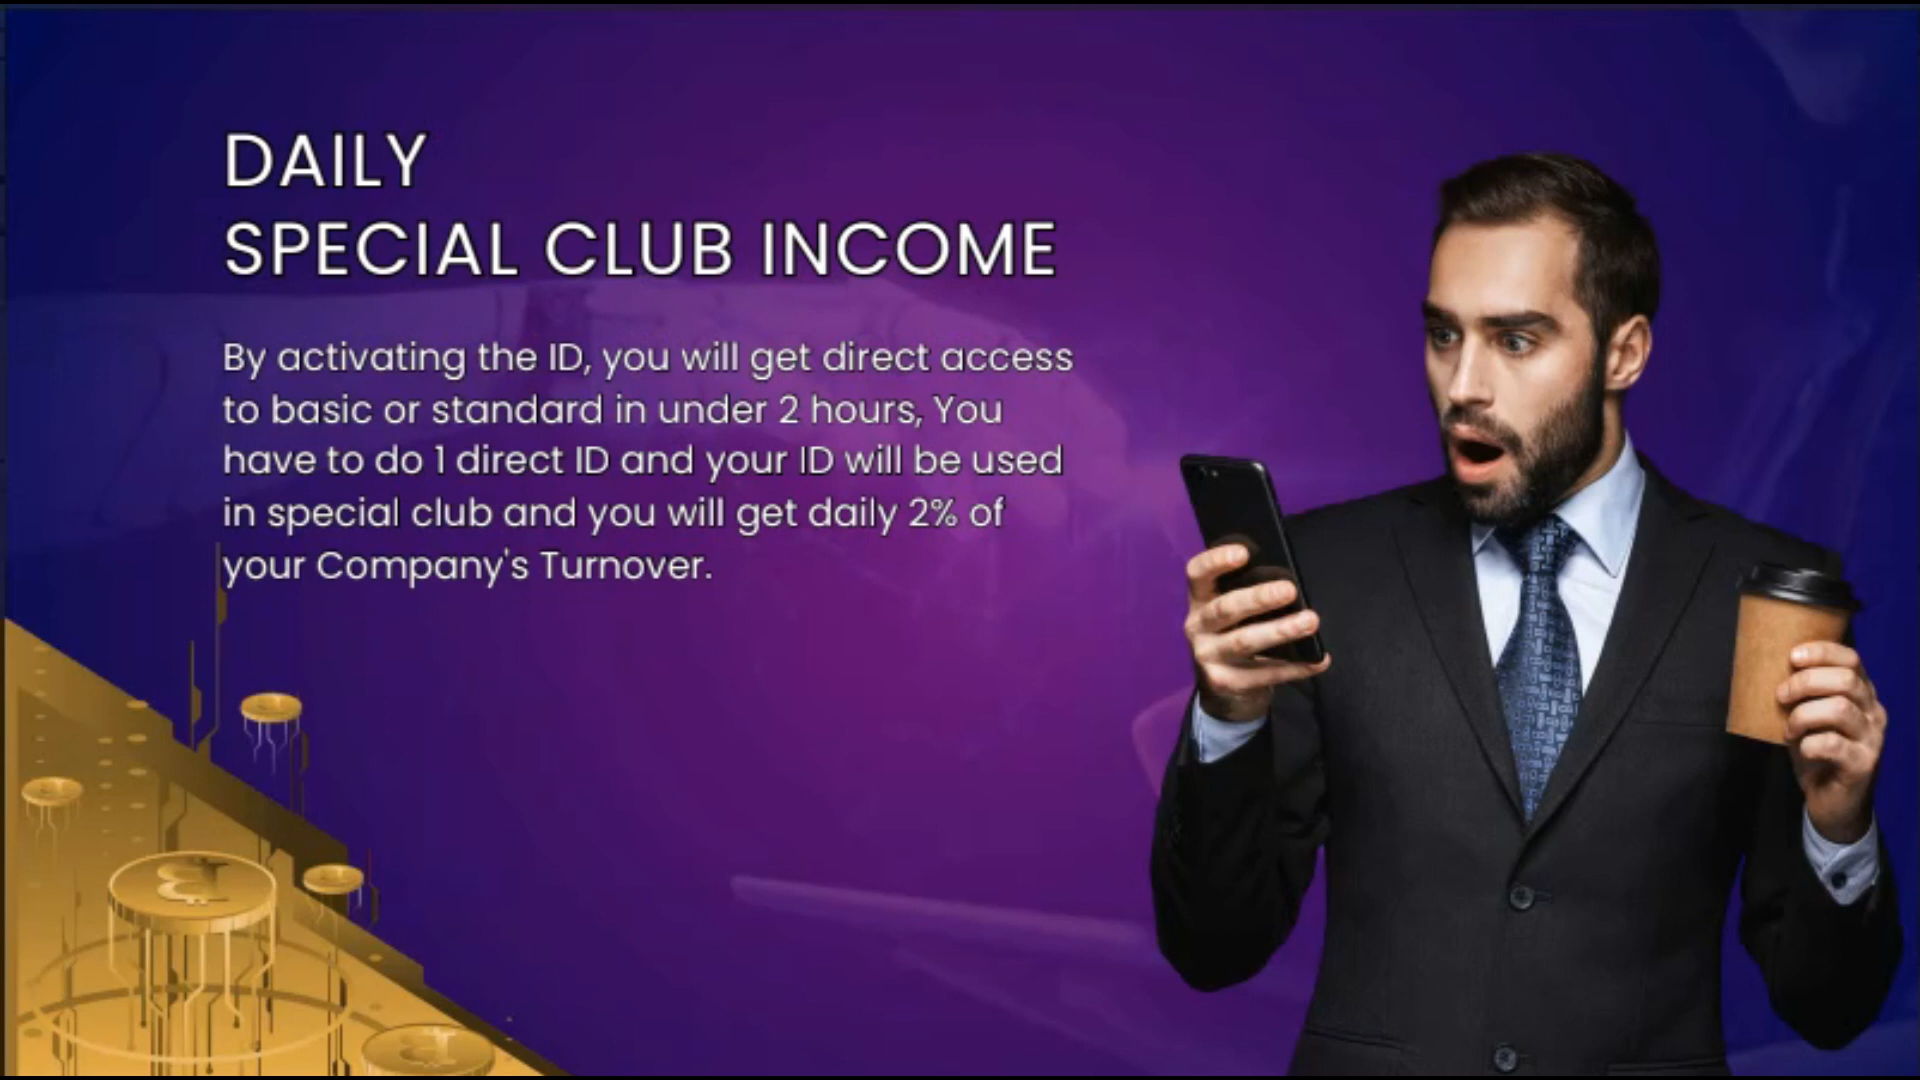 DAILY
SPECIAL CLUB INCOME
By activating the ID, you will get direct access
to basic or standard in under 2 hours, You
have to do 1 direct ID and your ID will be used
in special club and you will get daily 2% of
your Company's Turnover.